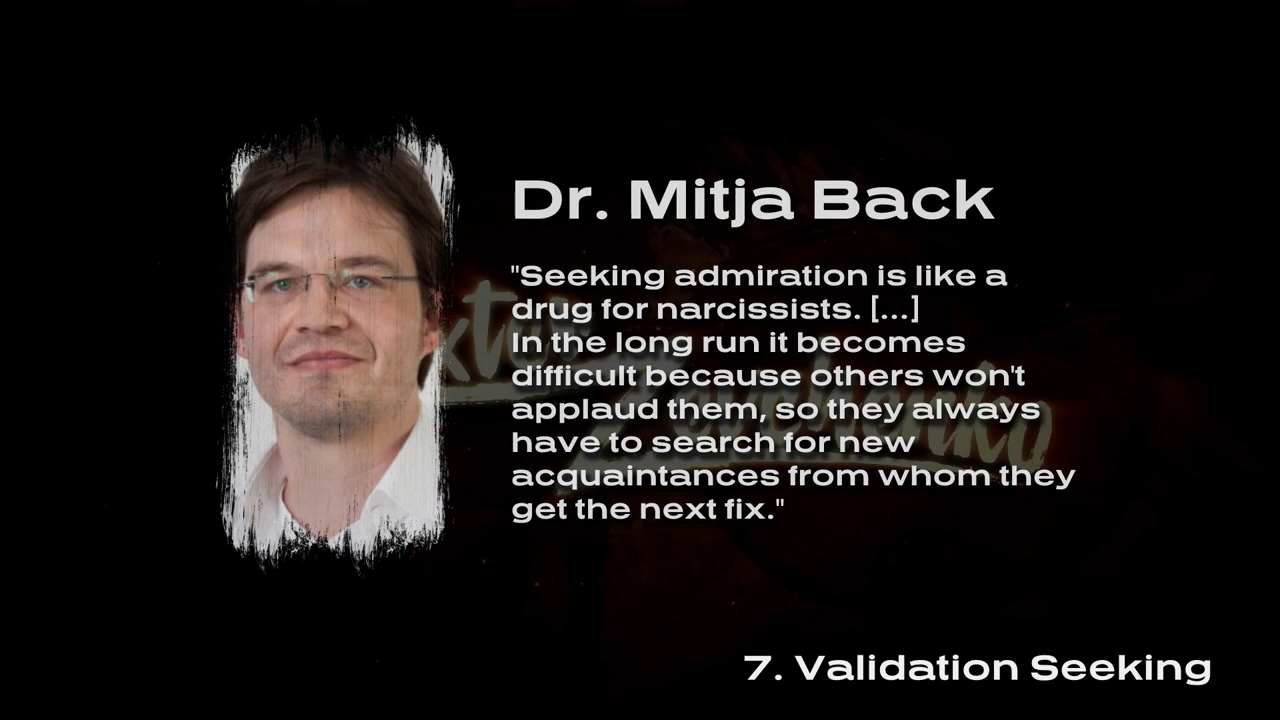 Dr. Mitja Back
"Seeking admiration is like a
drug for narcissists. [...]
In the long run it becomes
difficult because others won't
applaud them, so they always
have to search for new
acquaintances from whom they
get the next fix."
7. Validation Seeking